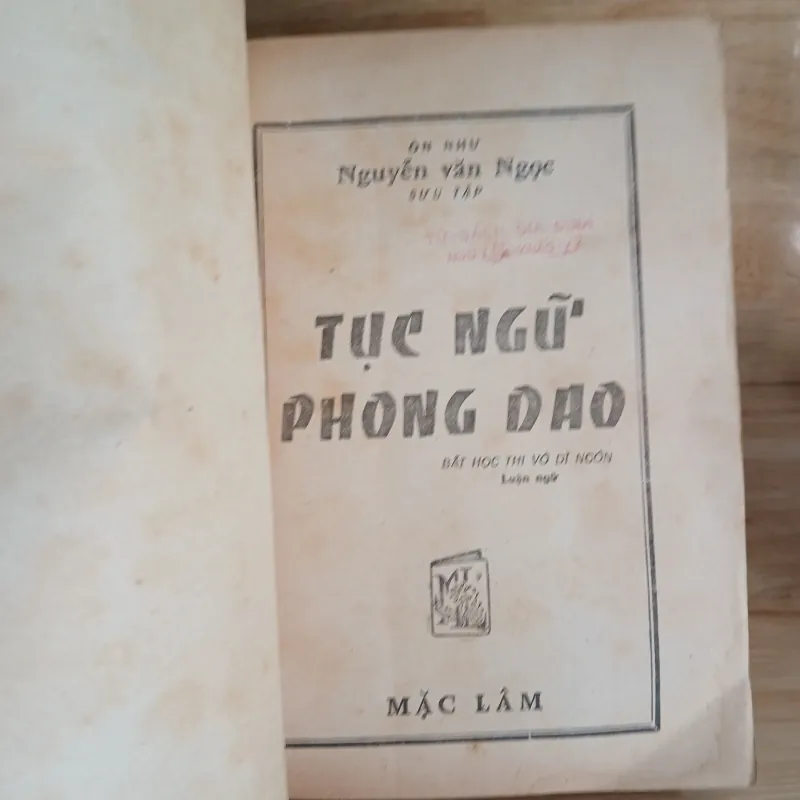 ÔN NHƯ
Nguyễn văn Ngọc
SƯU TẬP
TỤC NGỮ
PHONG DAO
BẤT HỌC THI VÔ DĨ NGÔN
Luận ngữ
MẶC LÂM